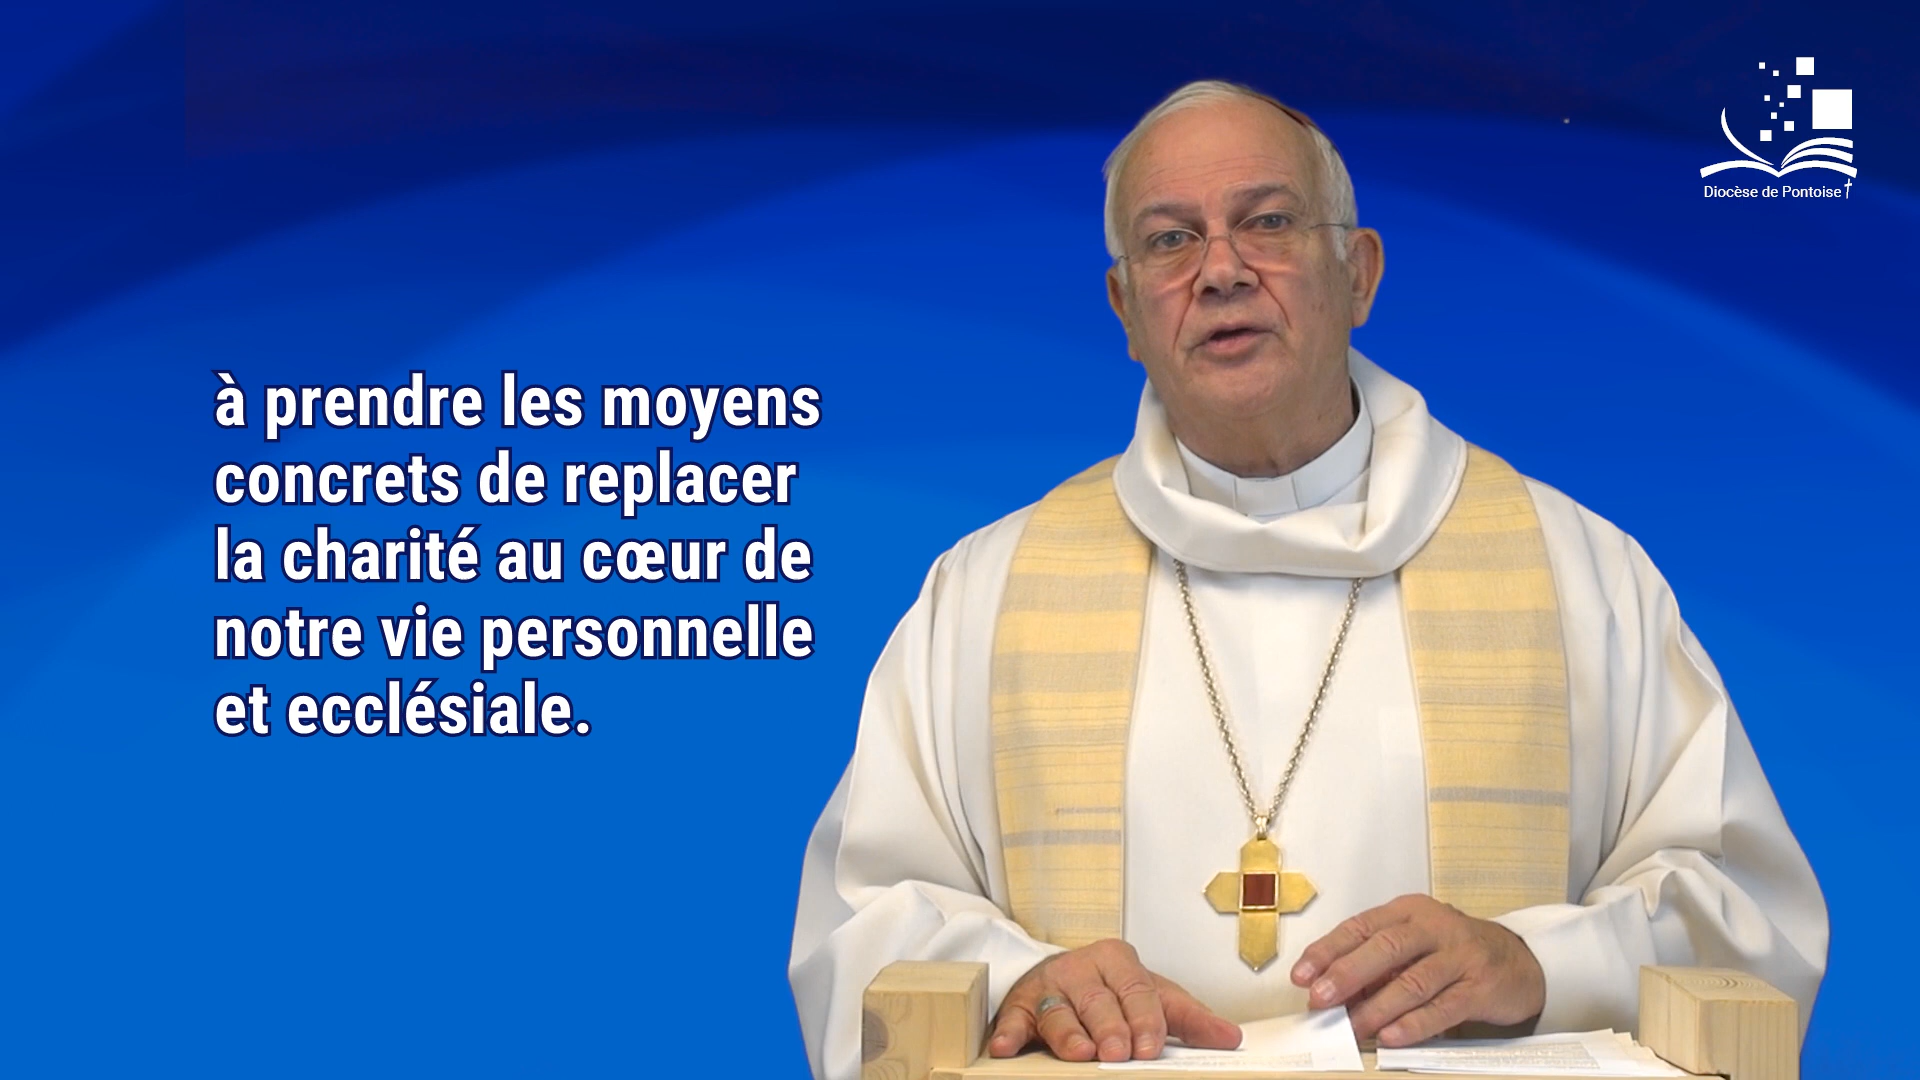 Diocèse de Pontoise
à prendre les moyens
concrets de replacer
la charité au cœur de
notre vie personnelle
et ecclésiale.